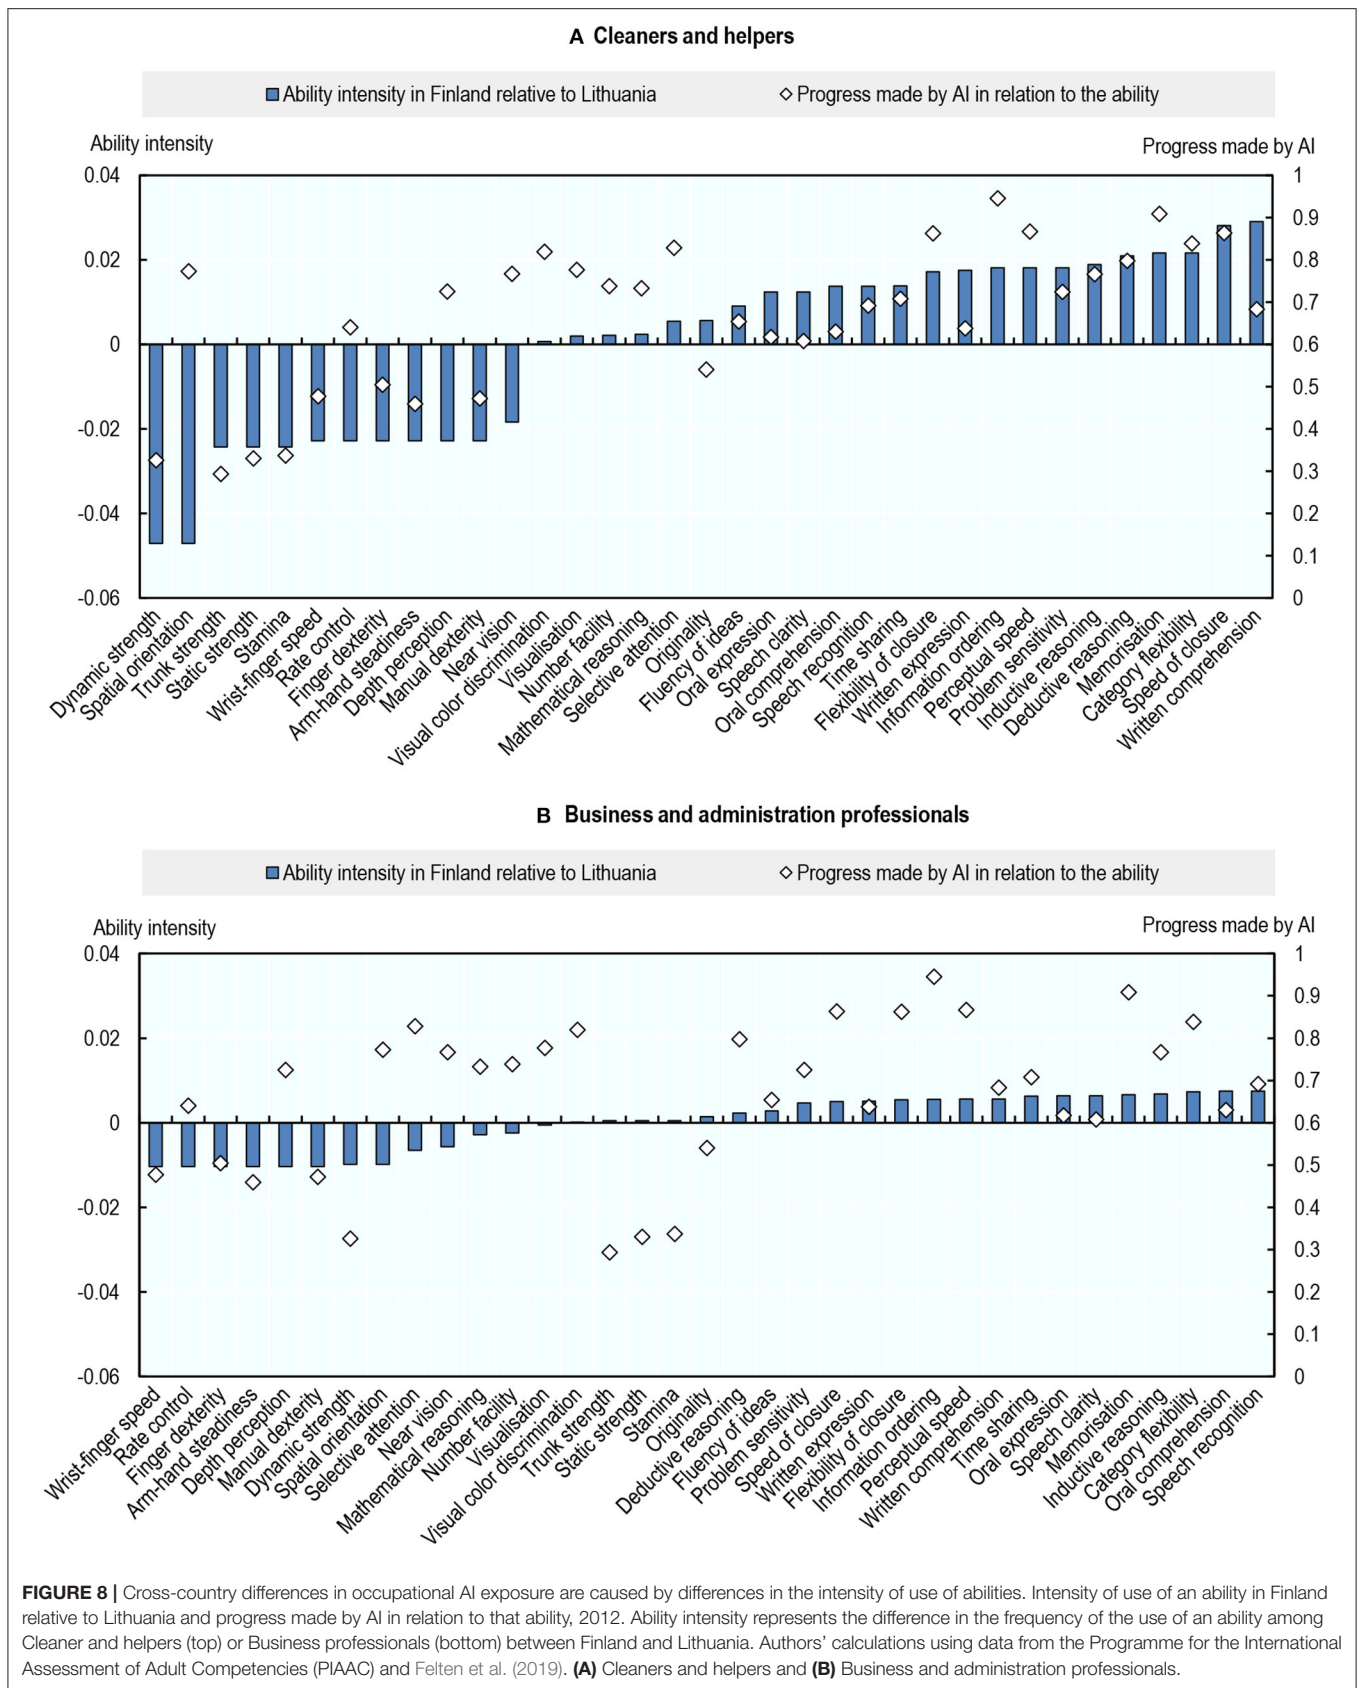 A Cleaners and helpers
Ability intensity in Finland relative to Lithuania
Progress made by AI in relation to the ability
Ability intensity
Progress made by AI
0.04
0.02
0
-0.02
-0.04
-0.06
1
0.9
0.8
0.7
0.6
0.5
0.4
0.3
0.2
0.1
0
Dynamic strength
Spatial orientation
Trunk strength
Static strength
Stamina
Wrist-finger speed
Rate control
Finger dexterity
Arm-hand steadiness
Depth perception
Manual dexterity
Near vision
Visual color discrimination
Visualisation
Number facility
Mathematical reasoning
Selective attention
Originality
Fluency of ideas
Oral expression
Speech clarity
Oral comprehension
Speech recognition
Time sharing
Flexibility of closure
Written expression
Information ordering
Perceptual speed
Problem sensitivity
Inductive reasoning
Deductive reasoning
Memorisation
Category flexibility
Speed of closure
Written comprehension
B Business and administration professionals
Ability intensity in Finland relative to Lithuania
Progress made by AI in relation to the ability
Ability intensity
Progress made by AI
0.04
0.02
0
-0.02
-0.04
-0.06
1
0.9
0.8
0.7
0.6
0.5
0.4
0.3
0.2
0.1
0
Wrist-finger speed
Rate control
Finger dexterity
Arm-hand steadiness
Depth perception
Manual dexterity
Dynamic strength
Spatial orientation
Selective attention
Near vision
Mathematical reasoning
Number facility
Visualisation
Visual color discrimination
Trunk strength
Static strength
Stamina
Originality
Deductive reasoning
Fluency of ideas
Problem sensitivity
Speed of closure
Written expression
Flexibility of closure
Information ordering
Perceptual speed
Written comprehension
Time sharing
Oral expression
Speech clarity
Memorisation
Inductive reasoning
Category flexibility
Oral comprehension
Speech recognition
FIGURE 8 | Cross-country differences in occupational AI exposure are caused by differences in the intensity of use of abilities. Intensity of use of an ability in Finland
relative to Lithuania and progress made by AI in relation to that ability, 2012. Ability intensity represents the difference in the frequency of the use of an ability among
Cleaner and helpers (top) or Business professionals (bottom) between Finland and Lithuania. Authors' calculations using data from the Programme for the International
Assessment of Adult Competencies (PIAAC) and Felten et al. (2019). (A) Cleaners and helpers and (B) Business and administration professionals.